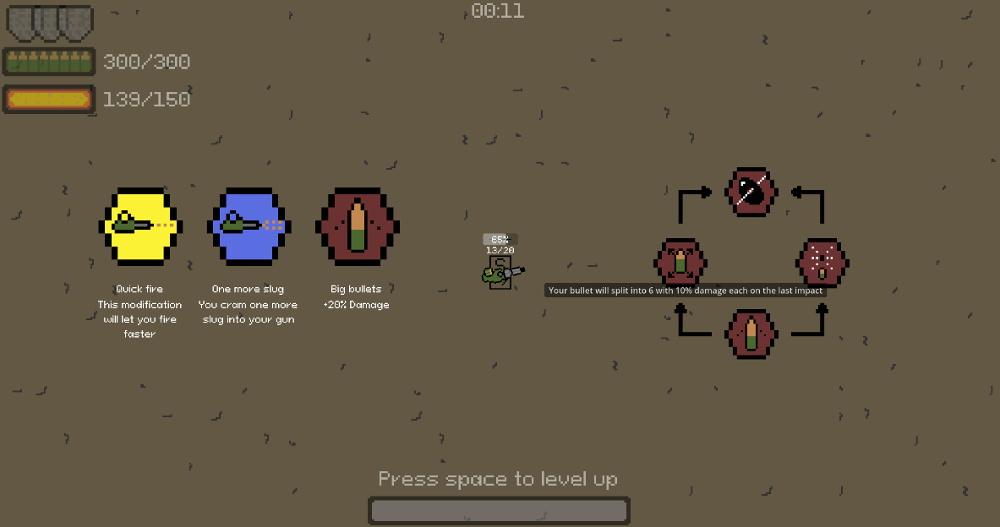 00:11
300/300
139/150
65%
13/20
Quick fire
This modification
will let you fire
faster
One more slug
You cram one more
slug into your gun
Big bullets
+20% Damage
Your bullet will split into 6 with 10% damage each on the last impact
Press space to level up